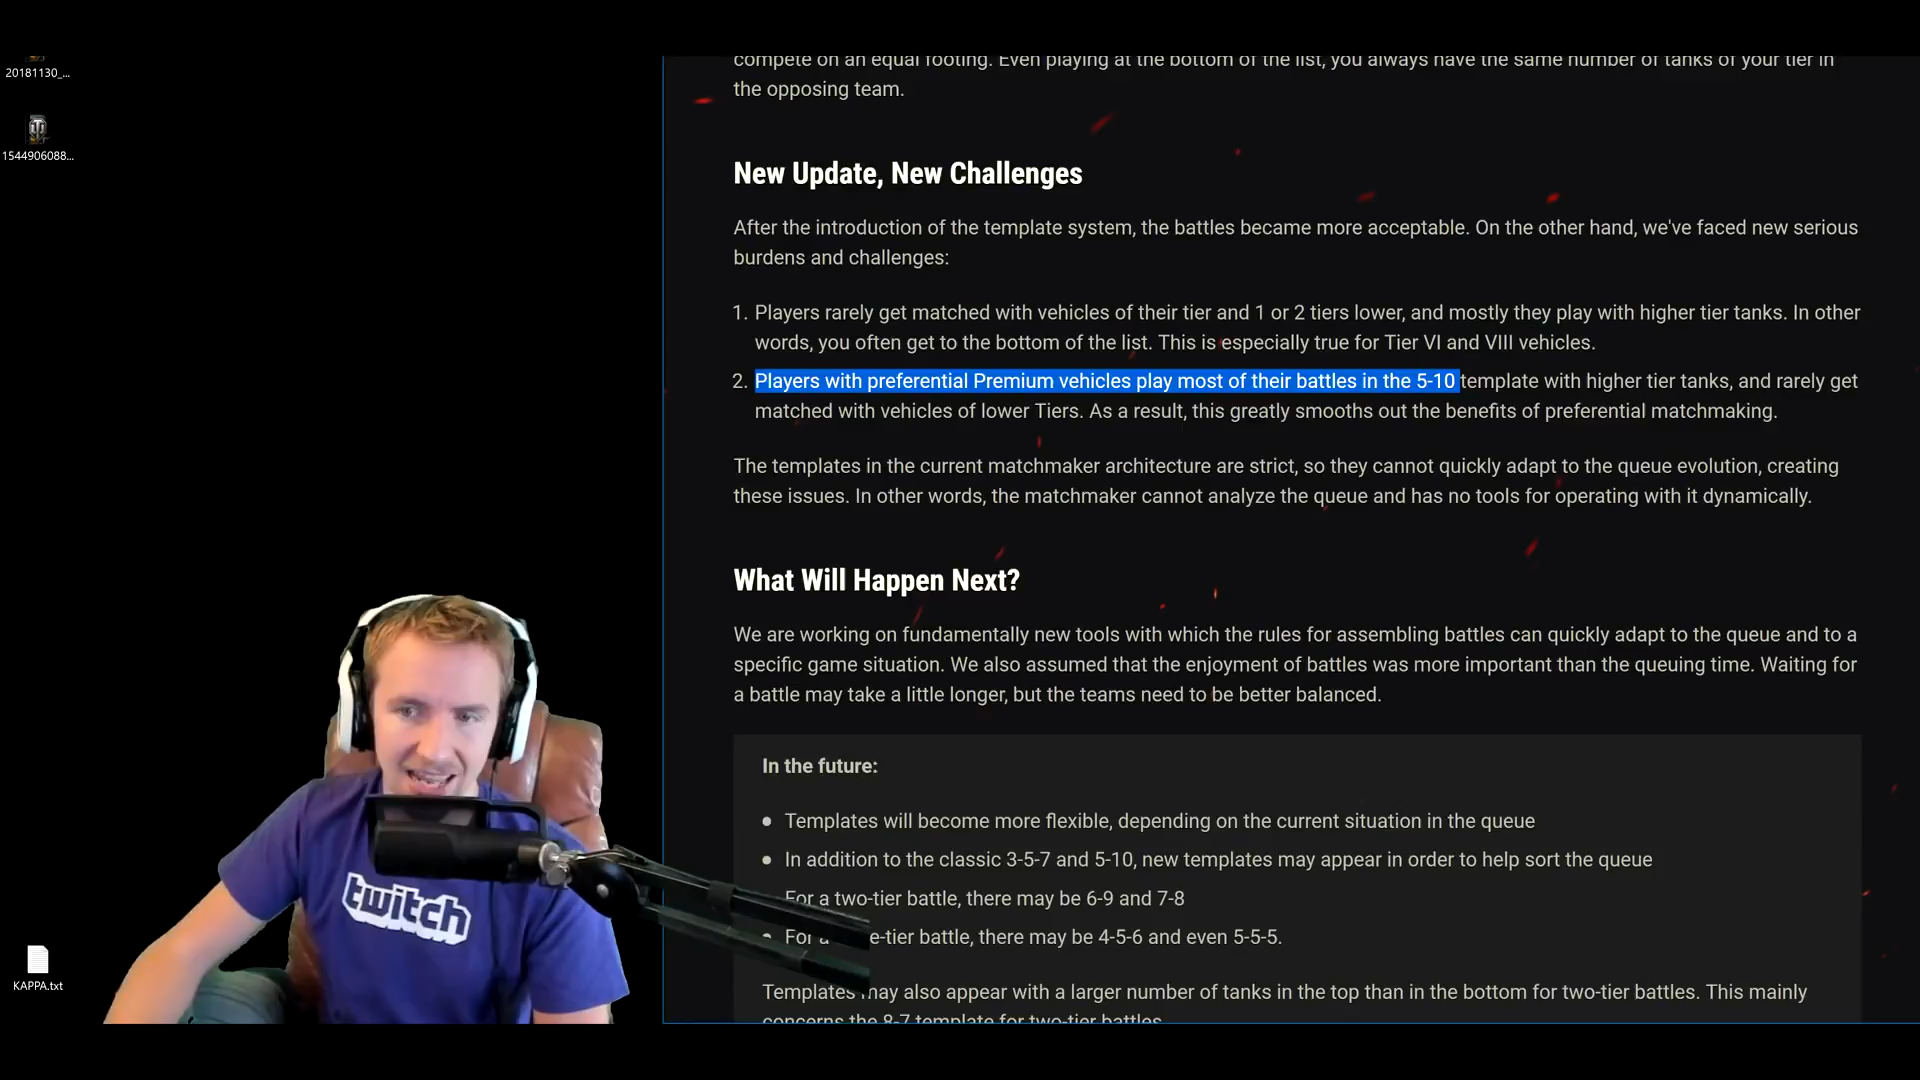 20181130_...
1544906088...
compete on an equal footing. Even playing at the bottom of the list, you always have the same number of tanks of your tier in
the opposing team.
New Update, New Challenges
After the introduction of the template system, the battles became more acceptable. On the other hand, we've faced new serious
burdens and challenges:
1. Players rarely get matched with vehicles of their tier and 1 or 2 tiers lower, and mostly they play with higher tier tanks. In other
words, you often get to the bottom of the list. This is especially true for Tier VI and VIII vehicles.
2. Players with preferential Premium vehicles play most of their battles in the 5-10 template with higher tier tanks, and rarely get
matched with vehicles of lower Tiers. As a result, this greatly smooths out the benefits of preferential matchmaking.
The templates in the current matchmaker architecture are strict, so they cannot quickly adapt to the queue evolution, creating
these issues. In other words, the matchmaker cannot analyze the queue and has no tools for operating with it dynamically.
What Will Happen Next?
We are working on fundamentally new tools with which the rules for assembling battles can quickly adapt to the queue and to a
specific game situation. We also assumed that the enjoyment of battles was more important than the queuing time. Waiting for
a battle may take a little longer, but the teams need to be better balanced.
In the future:
• Templates will become more flexible, depending on the current situation in the queue
• In addition to the classic 3-5-7 and 5-10, new templates may appear in order to help sort the queue
For a two-tier battle, there may be 6-9 and 7-8
• For e-tier battle, there may be 4-5-6 and even 5-5-5.
Templates may also appear with a larger number of tanks in the top than in the bottom for two-tier battles. This mainly
concerns the 8-7 template for two-tier battles
twitch
KAPPA.txt